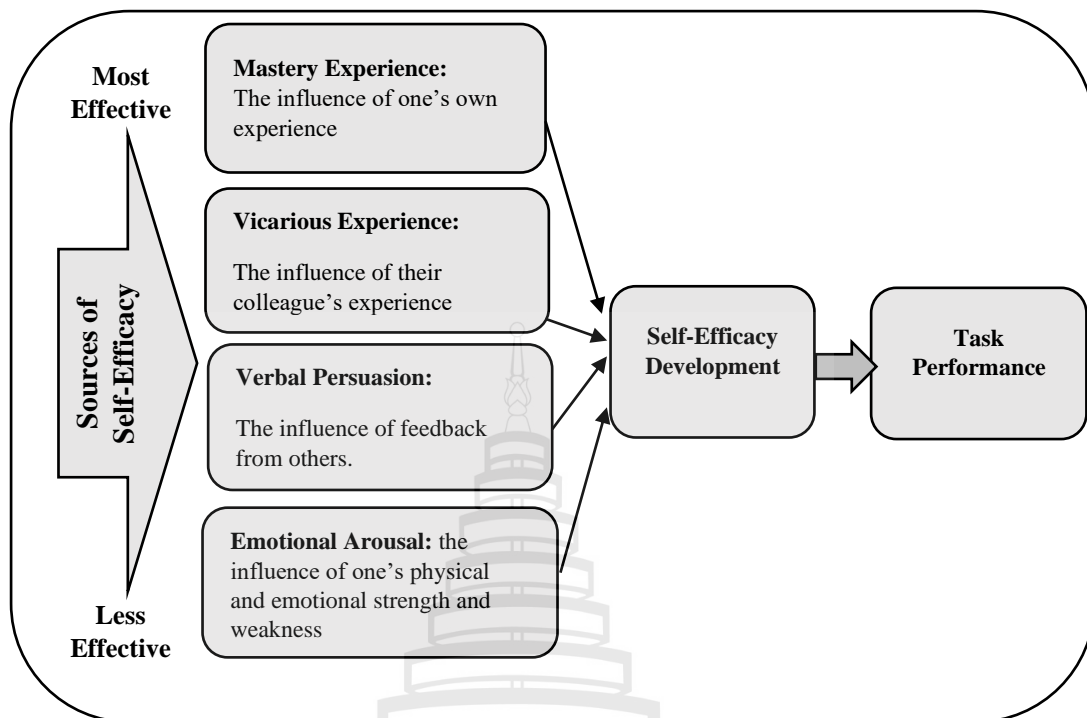 Most
Effective
Sources of
Self-Efficacy
Less
Effective
Mastery Experience:
The influence of one’s own
experience
Vicarious Experience:
The influence of their
colleague’s experience
Verbal Persuasion:
The influence of feedback
from others.
Emotional Arousal: the
influence of one’s physical
and emotional strength and
weakness
Self-Efficacy
Development
Task
Performance